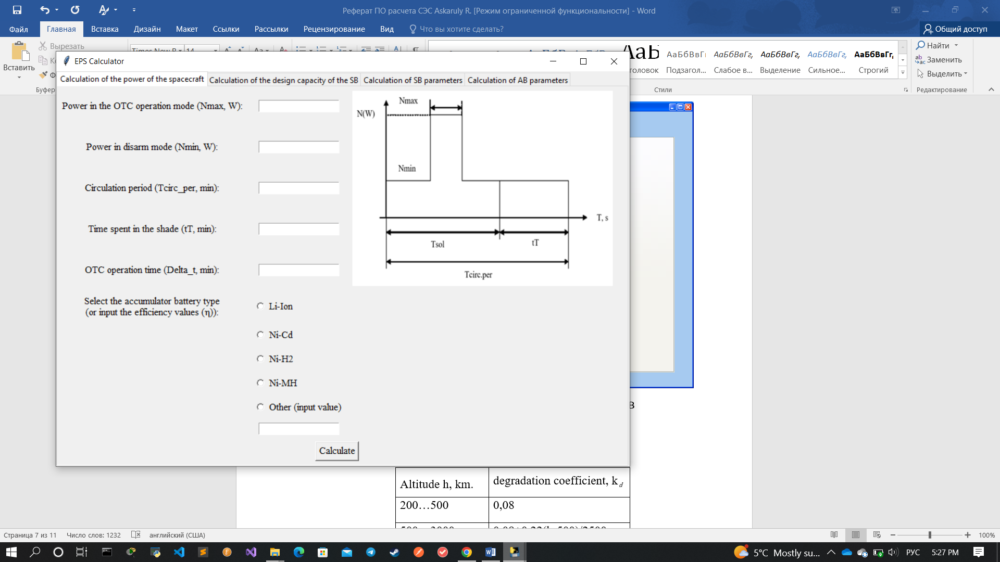 Реферат ПО расчета СЭС Askaruly R. [Режим ограниченной функциональности] - Word
Файл Главная Вставка Дизайн Макет Ссылки Рассылки Рецензирование Вид Что вы хотите сделать? Общий доступ
Вставить
Вырезать
Буфер
АаБбВвГг, АаБбВвГг, АаБбВвГг, АаБбВвГг,
Подзагол... Слабое в... Выделение Сильное... Строгий
Стили
Найти
Заменить
Выделить
Редактирование
EPS Calculator
Calculation of the power of the spacecraft Calculation of the design capacity of the SB Calculation of SB parameters Calculation of AB parameters
Power in the OTC operation mode (Nmax, W):
Power in disarm mode (Nmin, W):
Circulation period (Tcirc_per, min):
Time spent in the shade (tT, min):
OTC operation time (Delta_t, min):
Select the accumulator battery type
(or input the efficiency values (η)):
Li-Ion
Ni-Cd
Ni-H2
Ni-MH
Other (input value)
Calculate
Nmax
N(W)
Nmin
T, s
Tsol
tT
Tcirc.per
В
Altitude h, km. degradation coefficient, k d
200…500 0,08
Страница 7 из 11 Число слов: 1232 английский (США) 100%
5°C Mostly su... РУС 5:27 PM